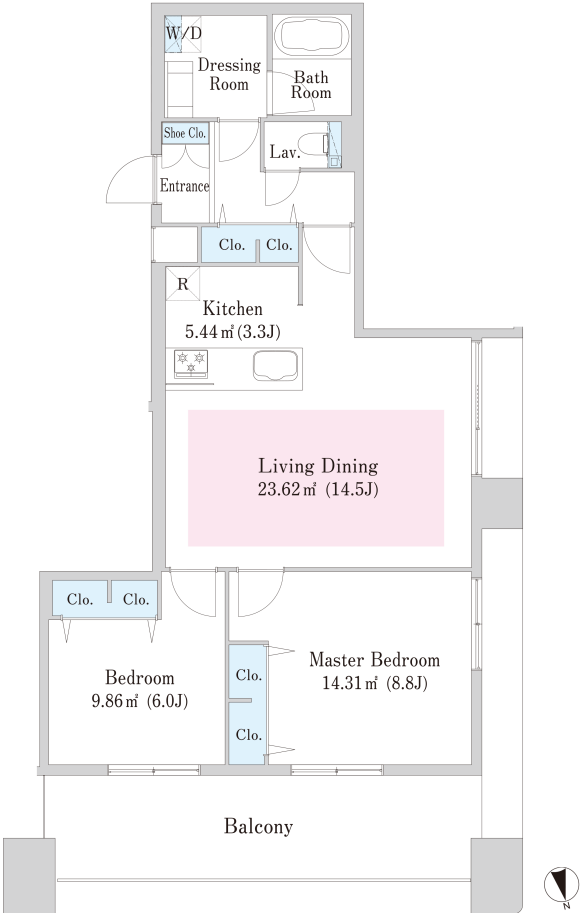 W/D
Dressing
Room
Bath
Room
Shoe Clo.
Lav.
Entrance
Clo.
Clo.
R
Kitchen
5.44㎡(3.3J)
Living Dining
23.62㎡ (14.5J)
Clo.
Clo.
Bedroom
9.86㎡ (6.0J)
Master Bedroom
14.31㎡ (8.8J)
Clo.
Clo.
Balcony
N